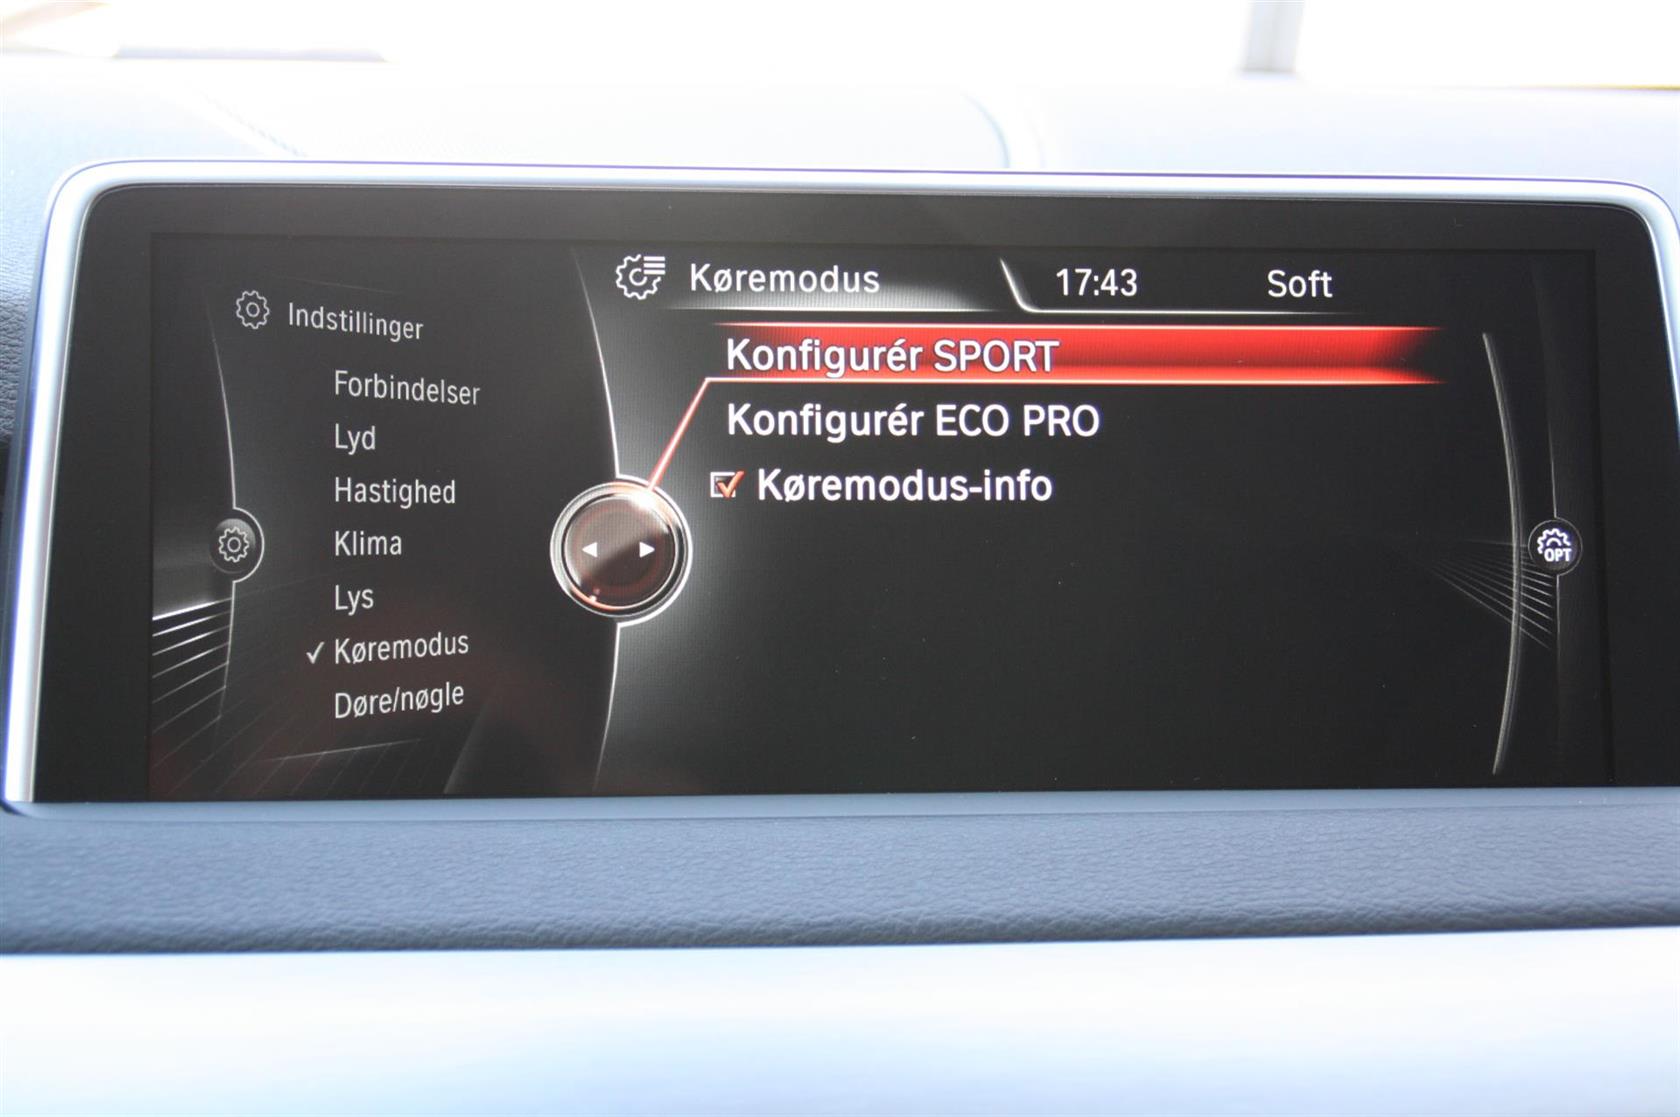 Indstillinger
Forbindelser
Lyd
Hastighed
Klima
Lys
✓ Køremodus
Døre/nøgle
Køremodus
17:43
Soft
Konfigurér SPORT
Konfigurér ECO PRO
Køremodus-info
OPT